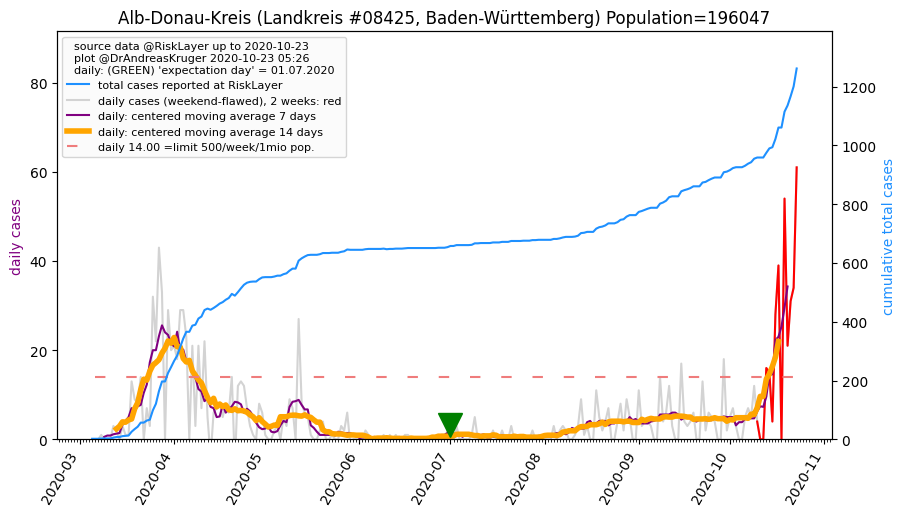 Alb-Donau-Kreis (Landkreis #08425, Baden-Württemberg) Population=196047
source data @RiskLayer up to 2020-10-23
plot @DrAndreasKruger 2020-10-23 05:26
daily: (GREEN) 'expectation day' = 01.07.2020
total cases reported at RiskLayer
daily cases (weekend-flawed), 2 weeks: red
daily: centered moving average 7 days
daily: centered moving average 14 days
daily 14.00 =limit 500/week/1mio pop.
daily cases
80
60
40
20
0
cumulative total cases
1200
1000
800
600
400
200
0
2020-03
2020-04
2020-05
2020-06
2020-07
2020-08
2020-09
2020-10
2020-11